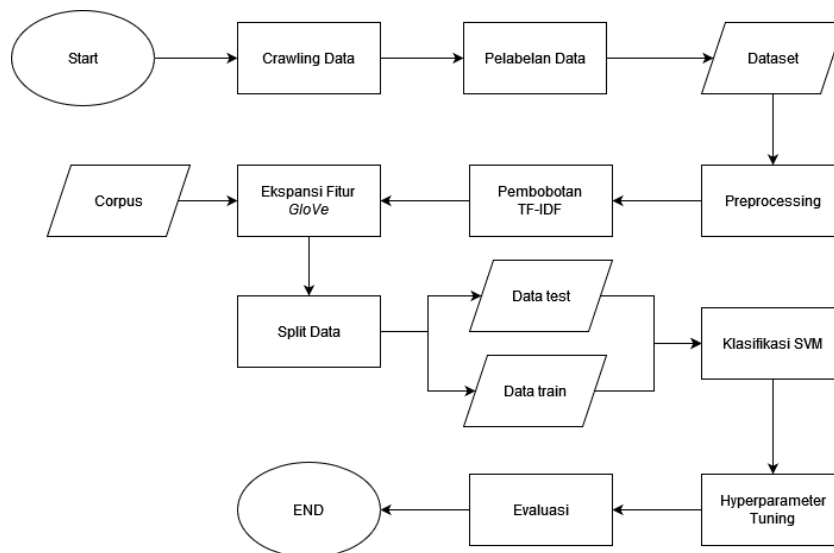 Start
Crawling Data
Pelabelan Data
Dataset
Corpus
Ekspansi Fitur
GloVe
Pembobotan
TF-IDF
Preprocessing
Split Data
Data test
Data train
Klasifikasi SVM
END
Evaluasi
Hyperparameter
Tuning